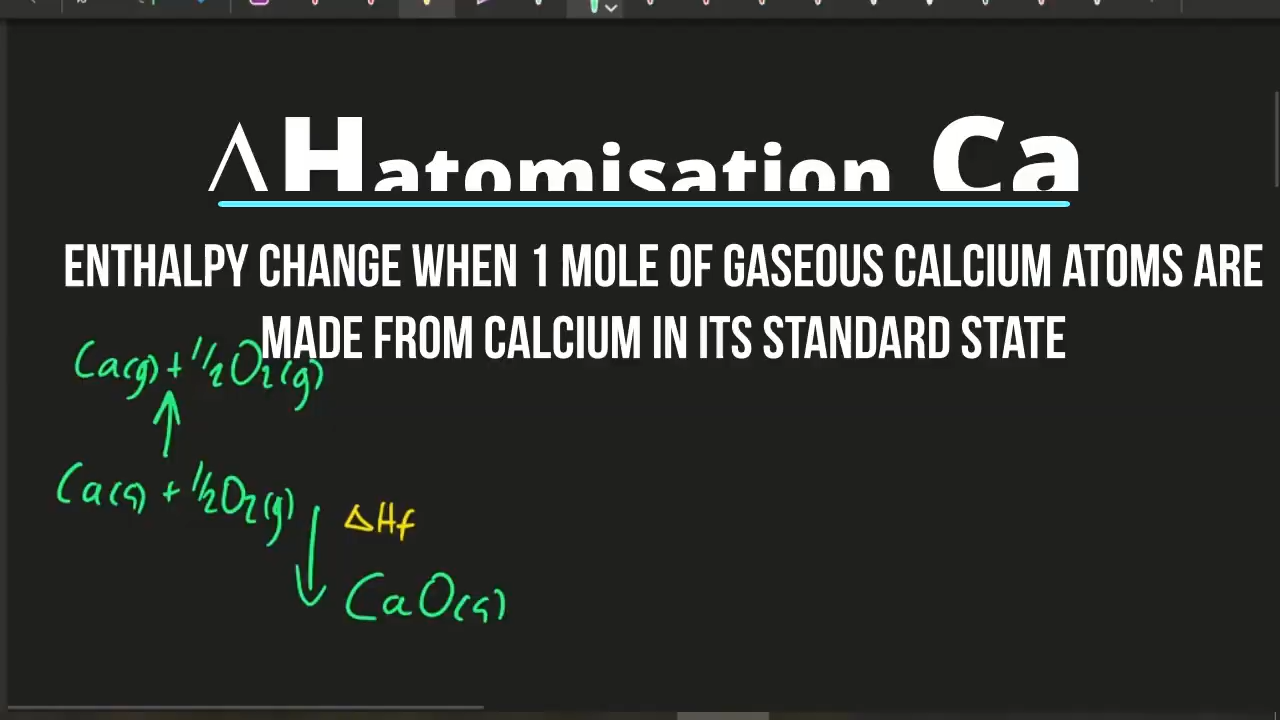 ΔHatomisation Ca
ENTHALPY CHANGE WHEN 1 MOLE OF GASEOUS CALCIUM ATOMS ARE
MADE FROM CALCIUM IN ITS STANDARD STATE
Ca(g) + 1/2O2(g)
Ca(s) + 1/2O2(g)
ΔHf
CaO(s)